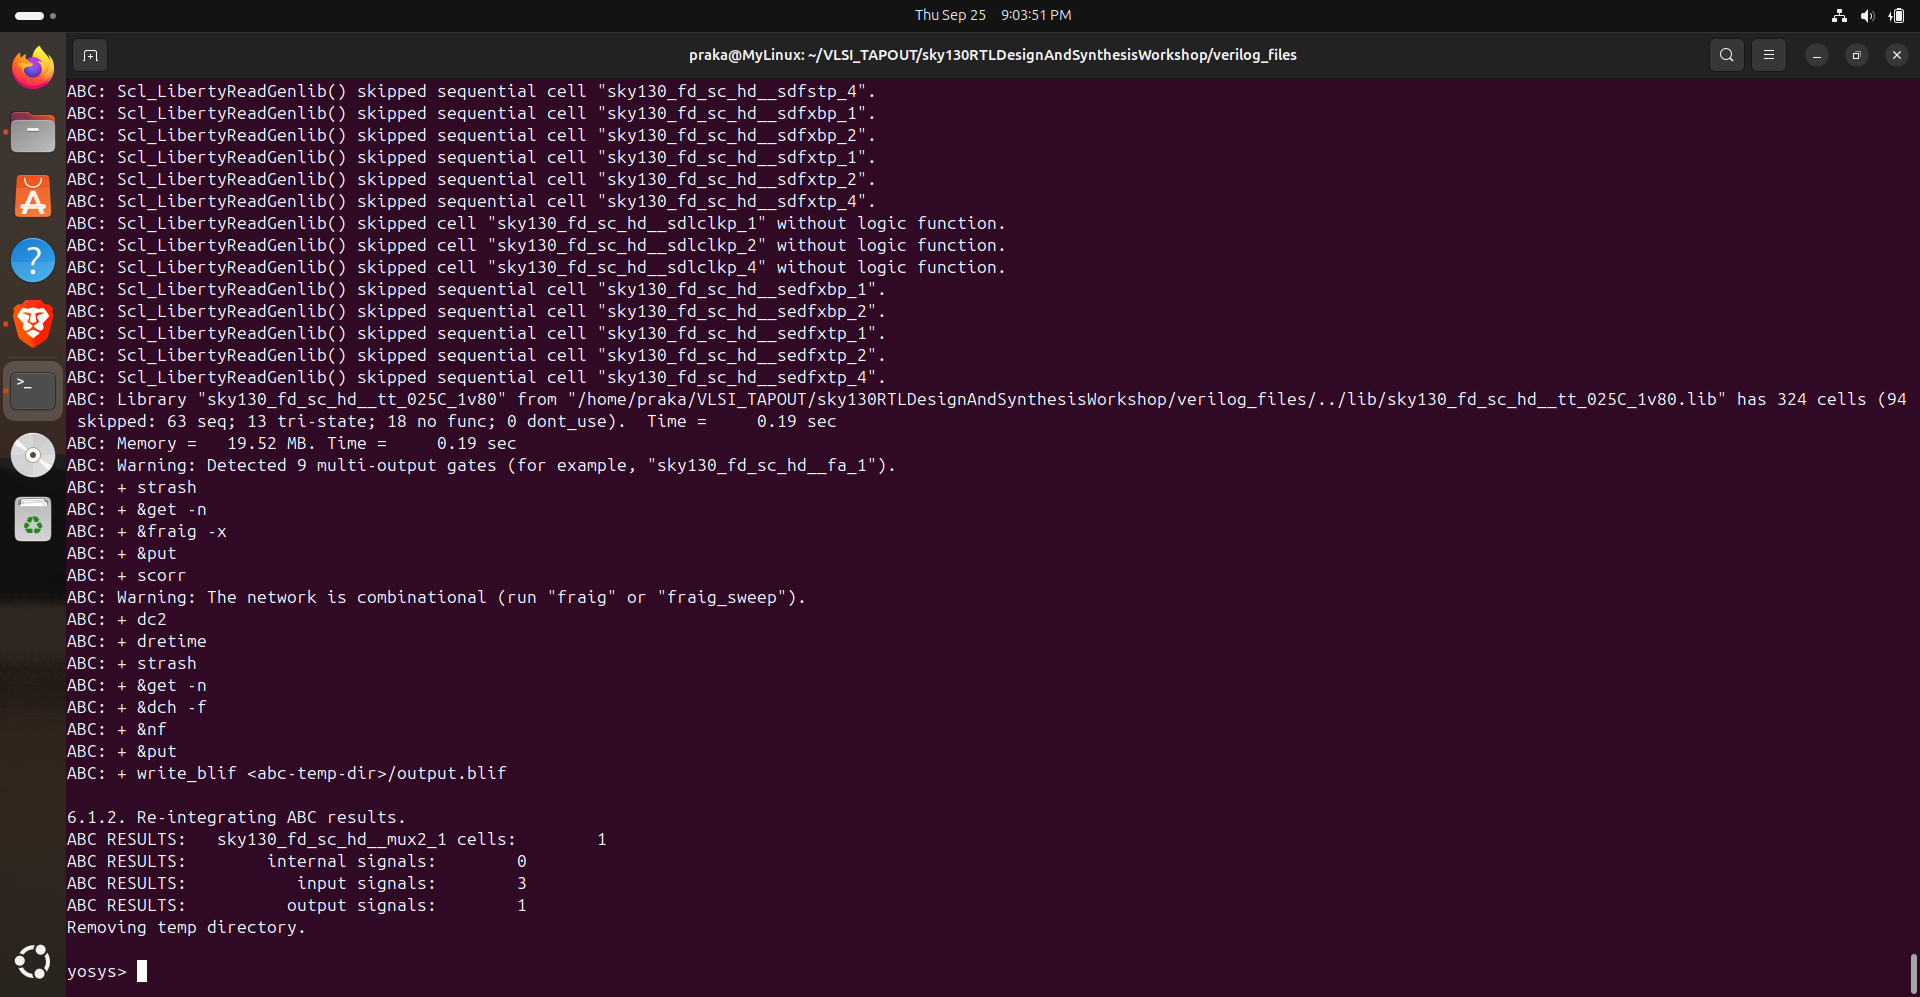 Thu Sep 25 9:03:51 PM
praka@MyLinux: ~/VLSI_TAPOUT/sky130RTLDesignAndSynthesisWorkshop/verilog_files
ABC: Scl_LibertyReadGenlib() skipped sequential cell "sky130_fd_sc_hd__sdfstp_4".
ABC: Scl_LibertyReadGenlib() skipped sequential cell "sky130_fd_sc_hd__sdfxbp_1".
ABC: Scl_LibertyReadGenlib() skipped sequential cell "sky130_fd_sc_hd__sdfxbp_2".
ABC: Scl_LibertyReadGenlib() skipped sequential cell "sky130_fd_sc_hd__sdfxtp_1".
ABC: Scl_LibertyReadGenlib() skipped sequential cell "sky130_fd_sc_hd__sdfxtp_2".
ABC: Scl_LibertyReadGenlib() skipped sequential cell "sky130_fd_sc_hd__sdfxtp_4".
ABC: Scl_LibertyReadGenlib() skipped cell "sky130_fd_sc_hd__sdlclkp_1" without logic function.
ABC: Scl_LibertyReadGenlib() skipped cell "sky130_fd_sc_hd__sdlclkp_2" without logic function.
ABC: Scl_LibertyReadGenlib() skipped cell "sky130_fd_sc_hd__sdlclkp_4" without logic function.
ABC: Scl_LibertyReadGenlib() skipped sequential cell "sky130_fd_sc_hd__sedfxbp_1".
ABC: Scl_LibertyReadGenlib() skipped sequential cell "sky130_fd_sc_hd__sedfxbp_2".
ABC: Scl_LibertyReadGenlib() skipped sequential cell "sky130_fd_sc_hd__sedfxtp_1".
ABC: Scl_LibertyReadGenlib() skipped sequential cell "sky130_fd_sc_hd__sedfxtp_2".
ABC: Scl_LibertyReadGenlib() skipped sequential cell "sky130_fd_sc_hd__sedfxtp_4".
ABC: Library "sky130_fd_sc_hd__tt_025C_1v80" from "/home/praka/VLSI_TAPOUT/sky130RTLDesignAndSynthesisWorkshop/verilog_files/../lib/sky130_fd_sc_hd__tt_025C_1v80.lib" has 324 cells (94
skipped: 63 seq; 13 tri-state; 18 no func; 0 dont_use).  Time =     0.19 sec
ABC: Memory =   19.52 MB. Time =     0.19 sec
ABC: Warning: Detected 9 multi-output gates (for example, "sky130_fd_sc_hd__fa_1").
ABC: + strash
ABC: + &get -n
ABC: + &fraig -x
ABC: + &put
ABC: + scorr
ABC: Warning: The network is combinational (run "fraig" or "fraig_sweep").
ABC: + dc2
ABC: + dretime
ABC: + strash
ABC: + &get -n
ABC: + &dch -f
ABC: + &nf
ABC: + &put
ABC: + write_blif <abc-temp-dir>/output.blif
6.1.2. Re-integrating ABC results.
ABC RESULTS:   sky130_fd_sc_hd__mux2_1 cells:        1
ABC RESULTS:        internal signals:        0
ABC RESULTS:           input signals:        3
ABC RESULTS:          output signals:        1
Removing temp directory.
yosys>